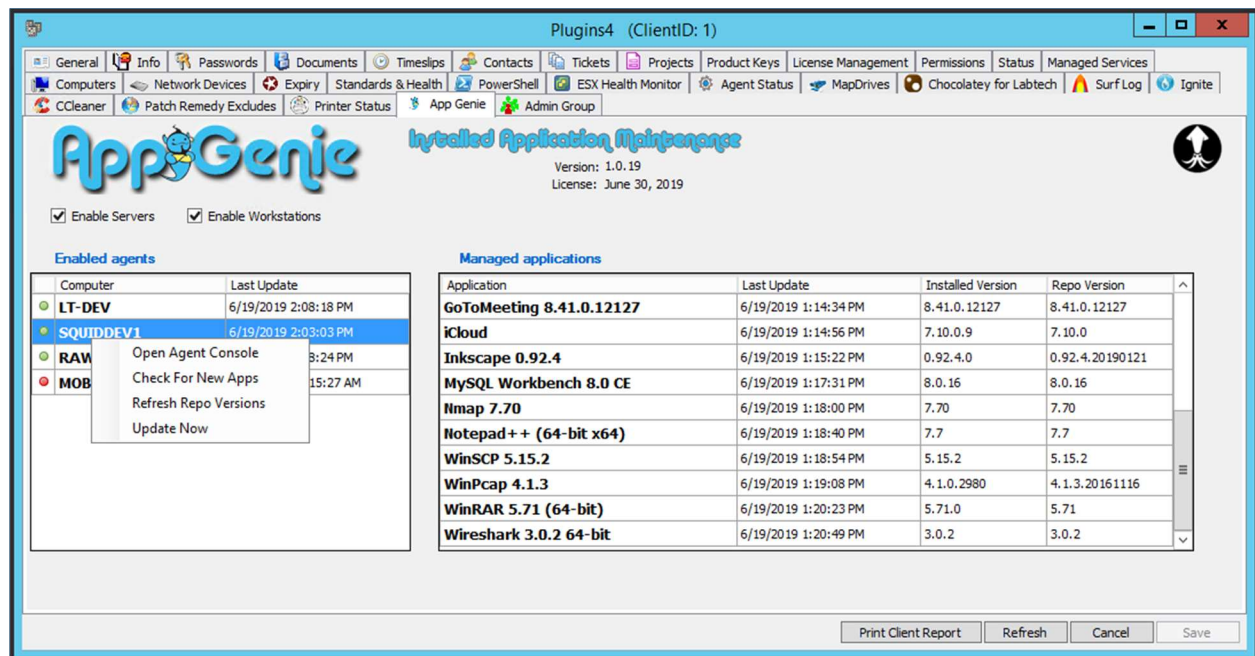 Plugins4 (ClientID: 1)
General Info Passwords Documents Timeslips Contacts Tickets Projects Product Keys License Management Permissions Status Managed Services
Computers Network Devices Expiry Standards & Health PowerShell ESX Health Monitor Agent Status MapDrives Chocolatey for Labtech Surf Log Ignite
CCleaner Patch Remedy Excludes Printer Status App Genie Admin Group
AppGenie
Installed Application Maintenance
Version: 1.0.19
License: June 30, 2019
Enable Servers Enable Workstations
Enabled agents
Computer Last Update
LT-DEV 6/19/2019 2:08:18 PM
SQUIDDEV1 6/19/2019 2:03:03 PM
RAW 3:24 PM
MOB 15:27 AM
Open Agent Console
Check For New Apps
Refresh Repo Versions
Update Now
Managed applications
Application Last Update Installed Version Repo Version
GoToMeeting 8.41.0.12127 6/19/2019 1:14:34 PM 8.41.0.12127 8.41.0.12127
iCloud 6/19/2019 1:14:56 PM 7.10.0.9 7.10.0
Inkscape 0.92.4 6/19/2019 1:15:22 PM 0.92.4.0 0.92.4.20190121
MySQL Workbench 8.0 CE 6/19/2019 1:17:31 PM 8.0.16 8.0.16
Nmap 7.70 6/19/2019 1:18:00 PM 7.70 7.70
Notepad++ (64-bit x64) 6/19/2019 1:18:40 PM 7.7 7.7
WinSCP 5.15.2 6/19/2019 1:18:54 PM 5.15.2 5.15.2
WinPcap 4.1.3 6/19/2019 1:19:08 PM 4.1.0.2980 4.1.3.20161116
WinRAR 5.71 (64-bit) 6/19/2019 1:20:23 PM 5.71.0 5.71
Wireshark 3.0.2 64-bit 6/19/2019 1:20:49 PM 3.0.2 3.0.2
Print Client Report Refresh Cancel Save